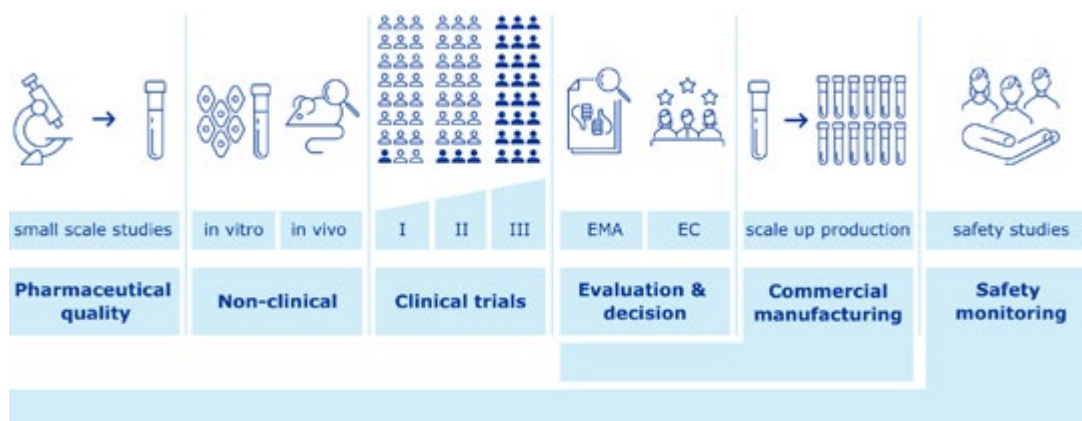 small scale studies
in vitro
in vivo
I
II
III
EMA
EC
scale up production
safety studies
Pharmaceutical
quality
Non-clinical
Clinical trials
Evaluation &
decision
Commercial
manufacturing
Safety
monitoring